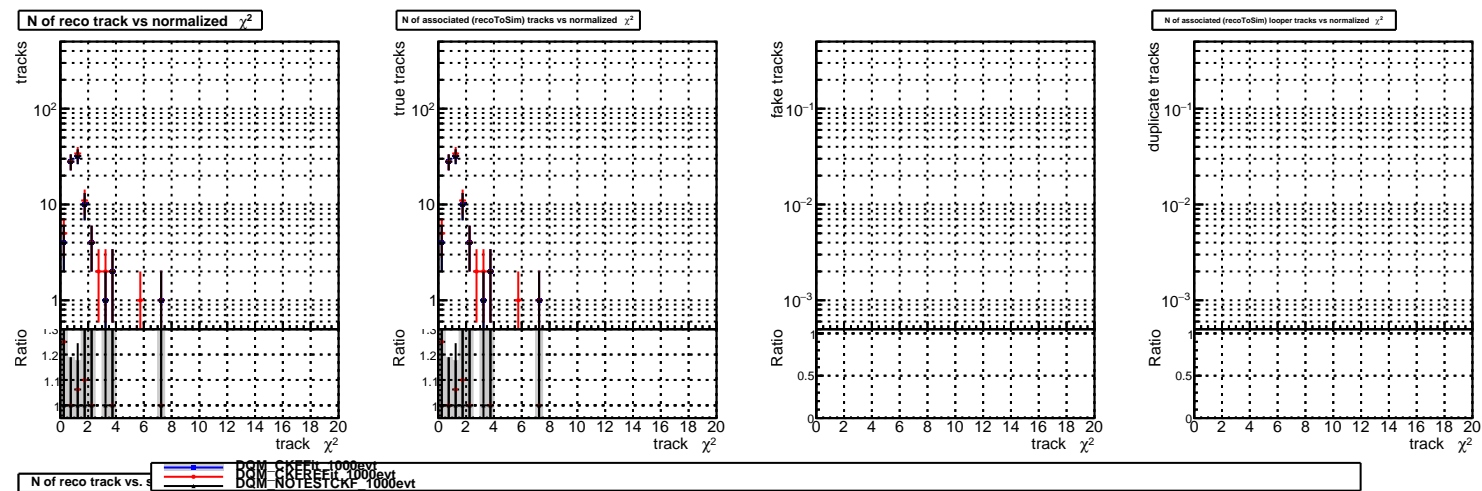 N of reco track vs normalized χ²
N of associated (recoToSim) tracks vs normalized χ²
N of associated (recoToSim) looper tracks vs normalized χ²
tracks
10²
10
1
Ratio
1.3
1.2
1.1
1
0 2 4 6 8 10 12 14 16 18 20
track χ²
true tracks
10²
10
1
Ratio
1.3
1.2
1.1
1
0 2 4 6 8 10 12 14 16 18 20
track χ²
fake tracks
10⁻¹
10⁻²
10⁻³
Ratio
1
0.5
0
0 2 4 6 8 10 12 14 16 18 20
track χ²
duplicate tracks
10⁻¹
10⁻²
10⁻³
Ratio
1
0.5
0
0 2 4 6 8 10 12 14 16 18 20
track χ²
N of reco track vs. s
DQM_CKFFit_1000evt
DQM_CKFREFit_1000evt
DQM_NOTESTCKF_1000evt